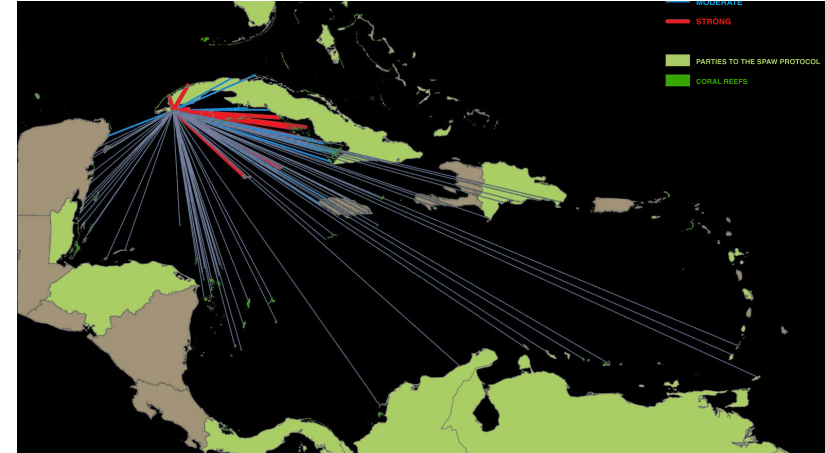 MODERATE
STRONG
PARTIES TO THE SPAW PROTOCOL
CORAL REEFS